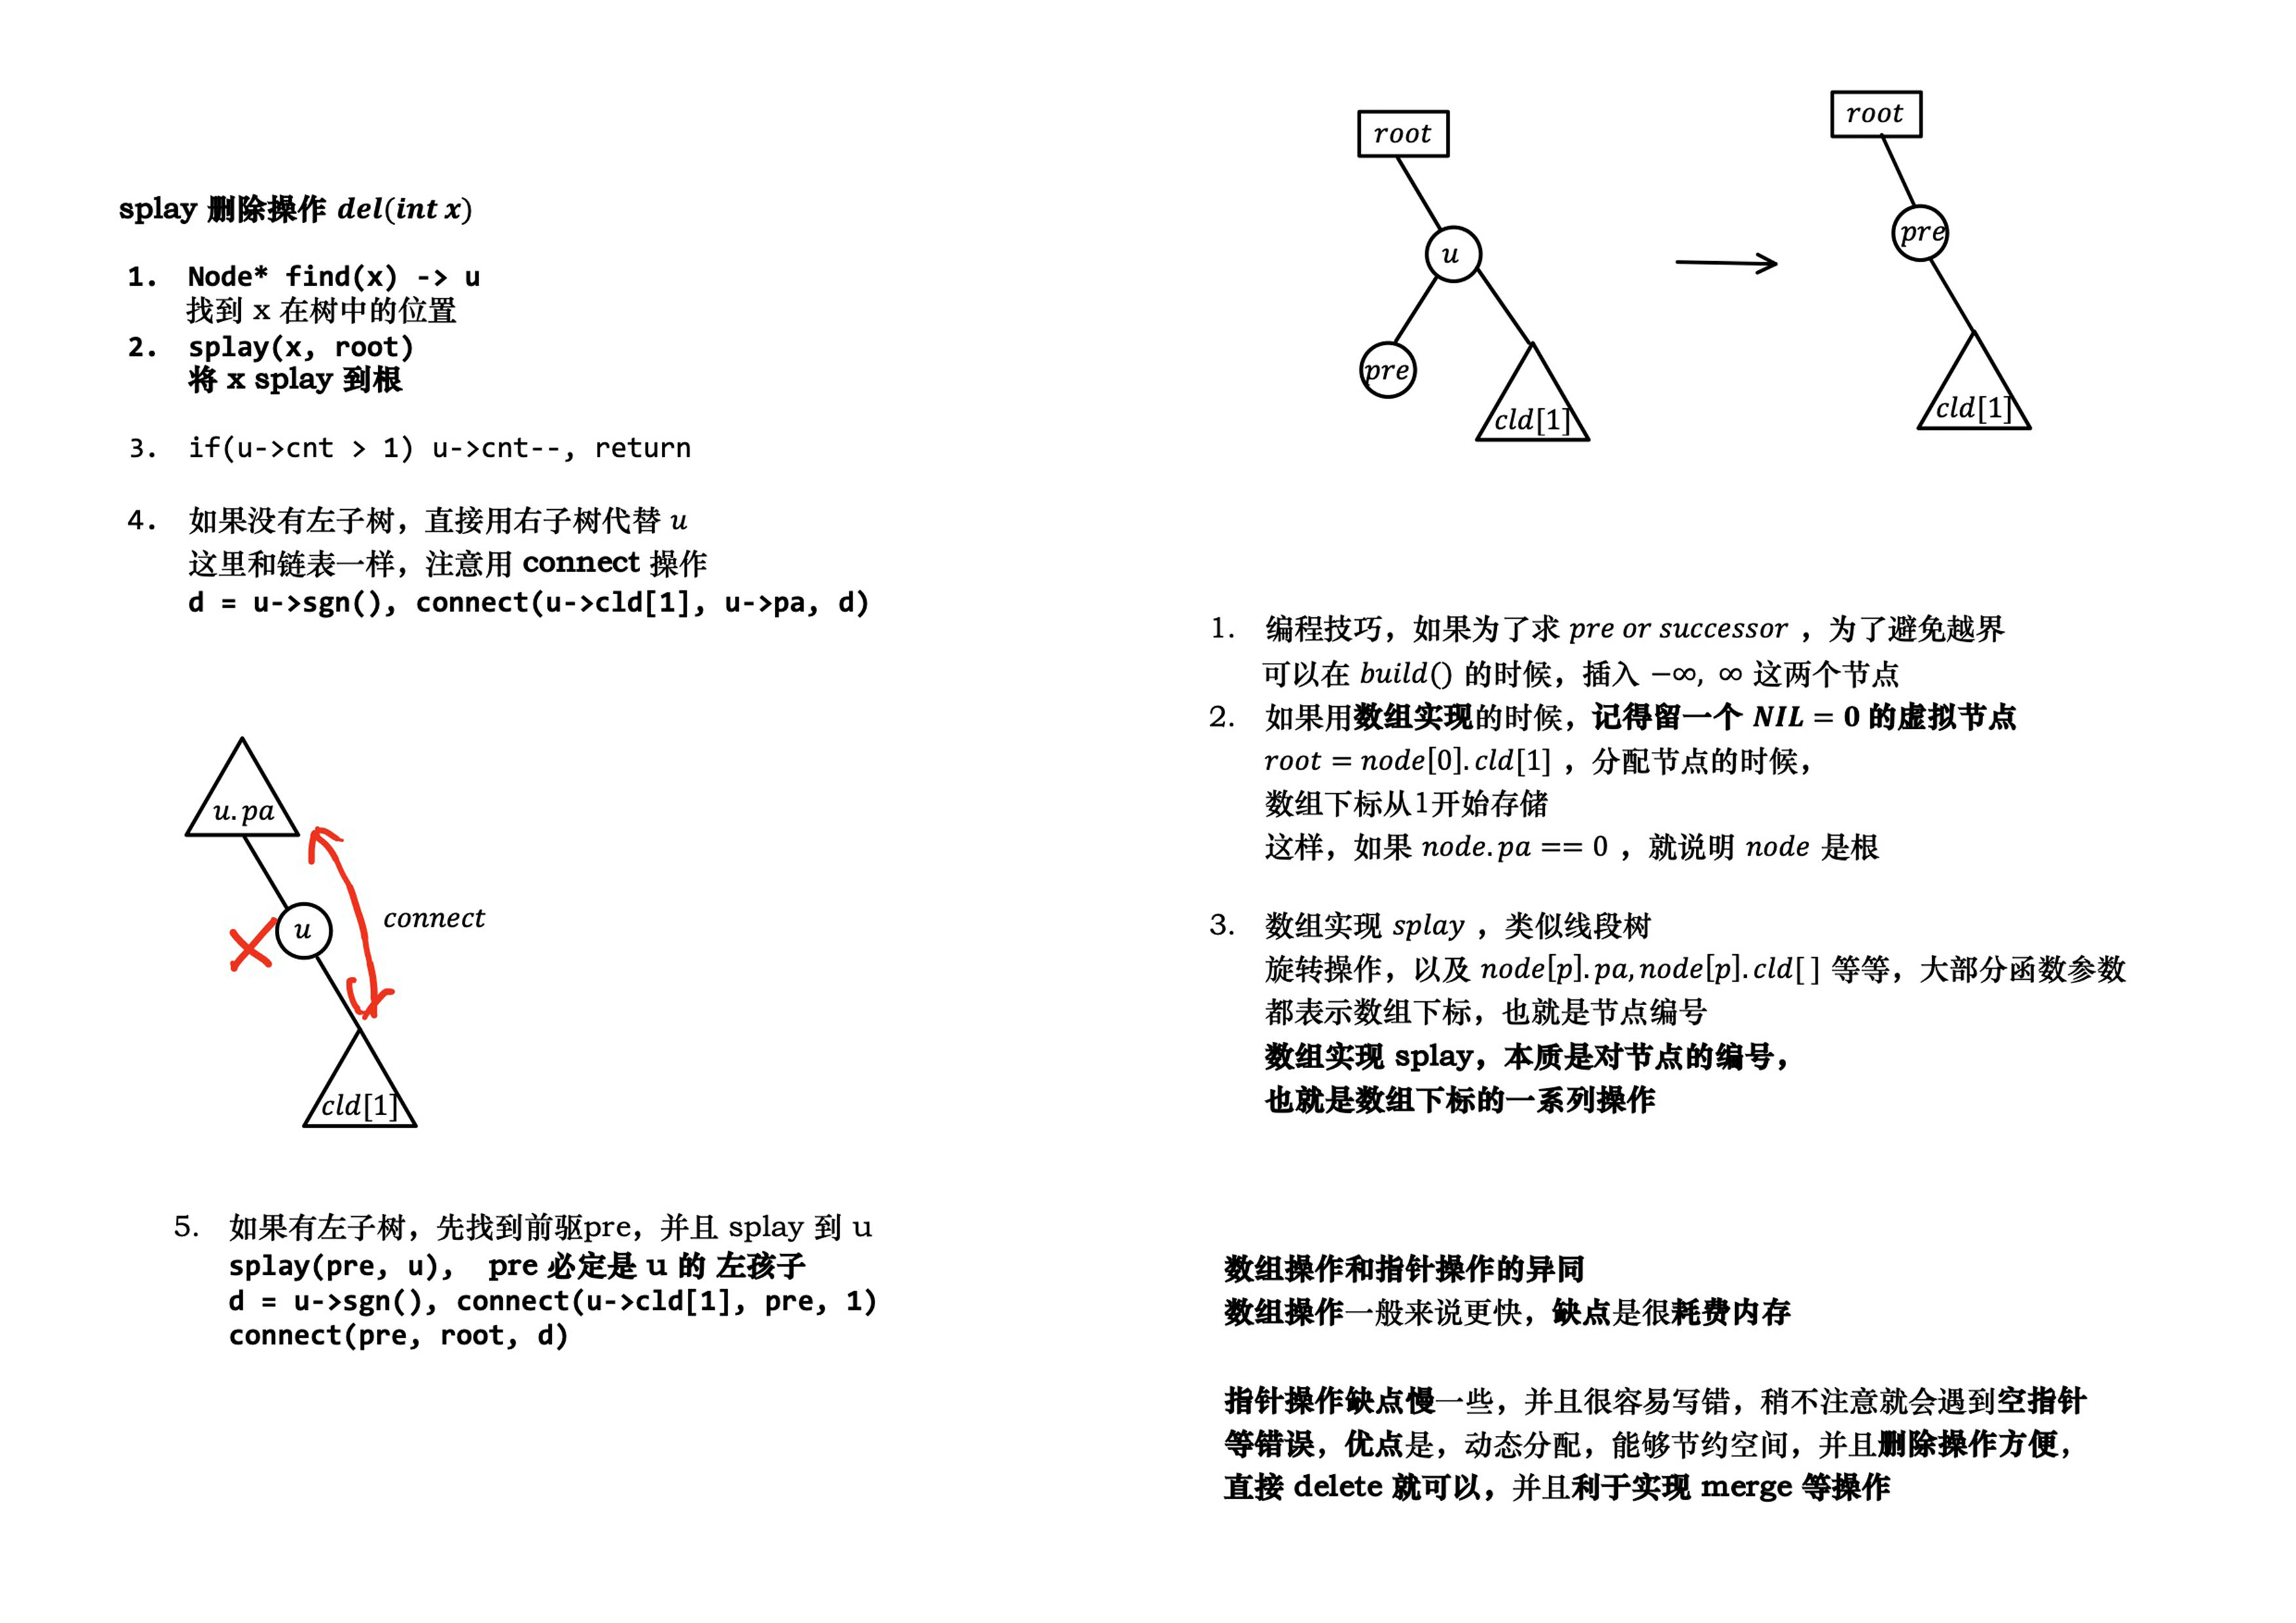 splay 删除操作 del(int x)
1. Node* find(x) -> u
找到 x 在树中的位置
2. splay(x, root)
将 x splay 到根
3. if(u->cnt > 1) u->cnt--, return
4. 如果没有左子树，直接用右子树代替 u
这里和链表一样，注意用 connect 操作
d = u->sgn(), connect(u->cld[1], u->pa, d)
u.pa
u
connect
cld[1]
5. 如果有左子树，先找到前驱pre，并且 splay 到 u
splay(pre, u), pre 必定是 u 的 左孩子
d = u->sgn(), connect(u->cld[1], pre, 1)
connect(pre, root, d)
root
u
pre
cld[1]
root
pre
cld[1]
1. 编程技巧，如果为了求 pre or successor ，为了避免越界
可以在 build() 的时候，插入 −∞, ∞ 这两个节点
2. 如果用数组实现的时候，记得留一个 NIL = 0 的虚拟节点
root = node[0].cld[1] ，分配节点的时候，
数组下标从1开始存储
这样，如果 node.pa == 0 ，就说明 node 是根
3. 数组实现 splay ，类似线段树
旋转操作，以及 node[p].pa, node[p].cld[ ] 等等，大部分函数参数
都表示数组下标，也就是节点编号
数组实现 splay，本质是对节点的编号，
也就是数组下标的一系列操作
数组操作和指针操作的异同
数组操作一般来说更快，缺点是很耗费内存
指针操作缺点慢一些，并且很容易写错，稍不注意就会遇到空指针
等错误，优点是，动态分配，能够节约空间，并且删除操作方便，
直接 delete 就可以，并且利于实现 merge 等操作